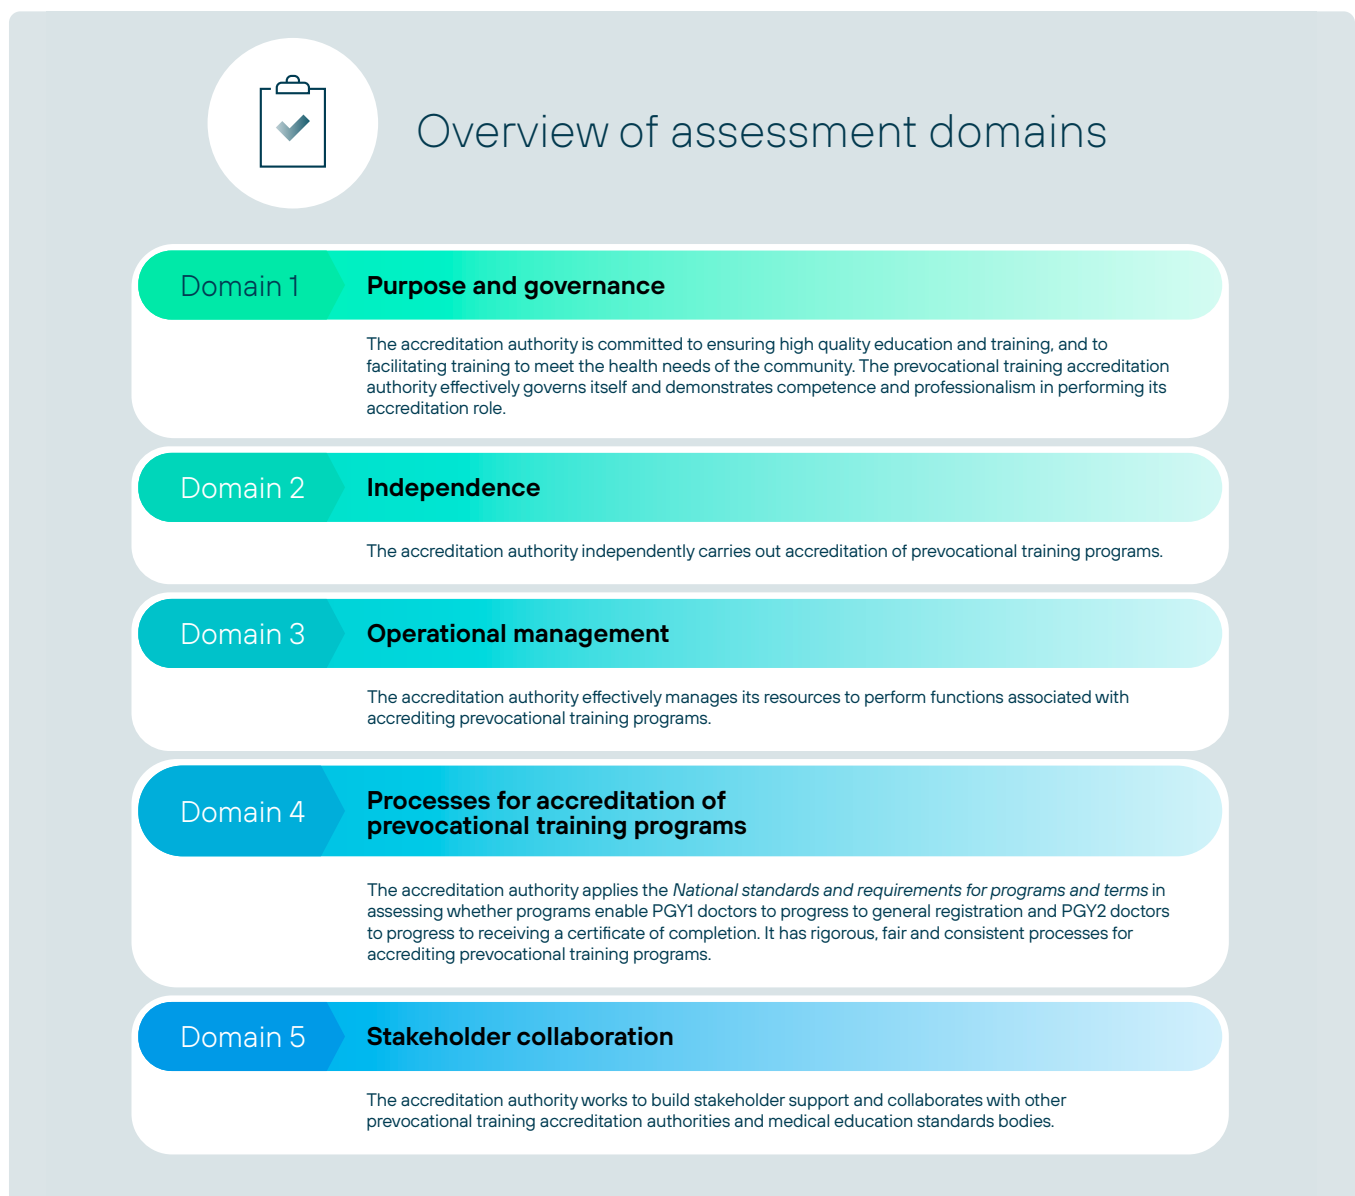 Overview of assessment domains
Domain 1
Purpose and governance
The accreditation authority is committed to ensuring high quality education and training, and to
facilitating training to meet the health needs of the community. The prevocational training accreditation
authority effectively governs itself and demonstrates competence and professionalism in performing its
accreditation role.
Domain 2
Independence
The accreditation authority independently carries out accreditation of prevocational training programs.
Domain 3
Operational management
The accreditation authority effectively manages its resources to perform functions associated with
accrediting prevocational training programs.
Domain 4
Processes for accreditation of
prevocational training programs
The accreditation authority applies the National standards and requirements for programs and terms in
assessing whether programs enable PGY1 doctors to progress to general registration and PGY2 doctors
to progress to receiving a certificate of completion. It has rigorous, fair and consistent processes for
accrediting prevocational training programs.
Domain 5
Stakeholder collaboration
The accreditation authority works to build stakeholder support and collaborates with other
prevocational training accreditation authorities and medical education standards bodies.